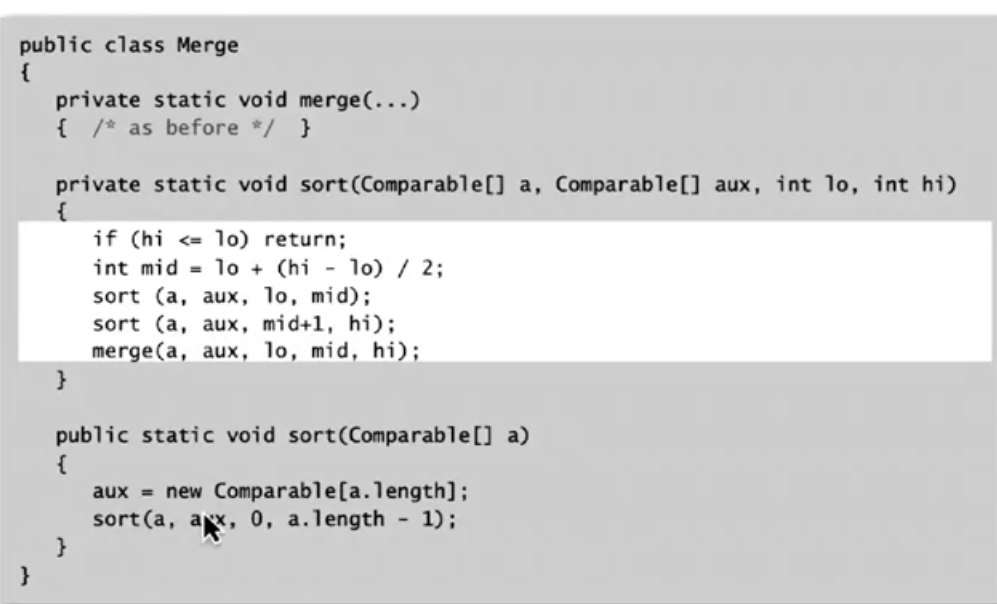 public class Merge
{
private static void merge(...)
{ /* as before */ }
private static void sort(Comparable[] a, Comparable[] aux, int lo, int hi)
{
if (hi <= lo) return;
int mid = lo + (hi - lo) / 2;
sort (a, aux, lo, mid);
sort (a, aux, mid+1, hi);
merge(a, aux, lo, mid, hi);
}
public static void sort(Comparable[] a)
{
aux = new Comparable[a.length];
sort(a, aux, 0, a.length - 1);
}
}